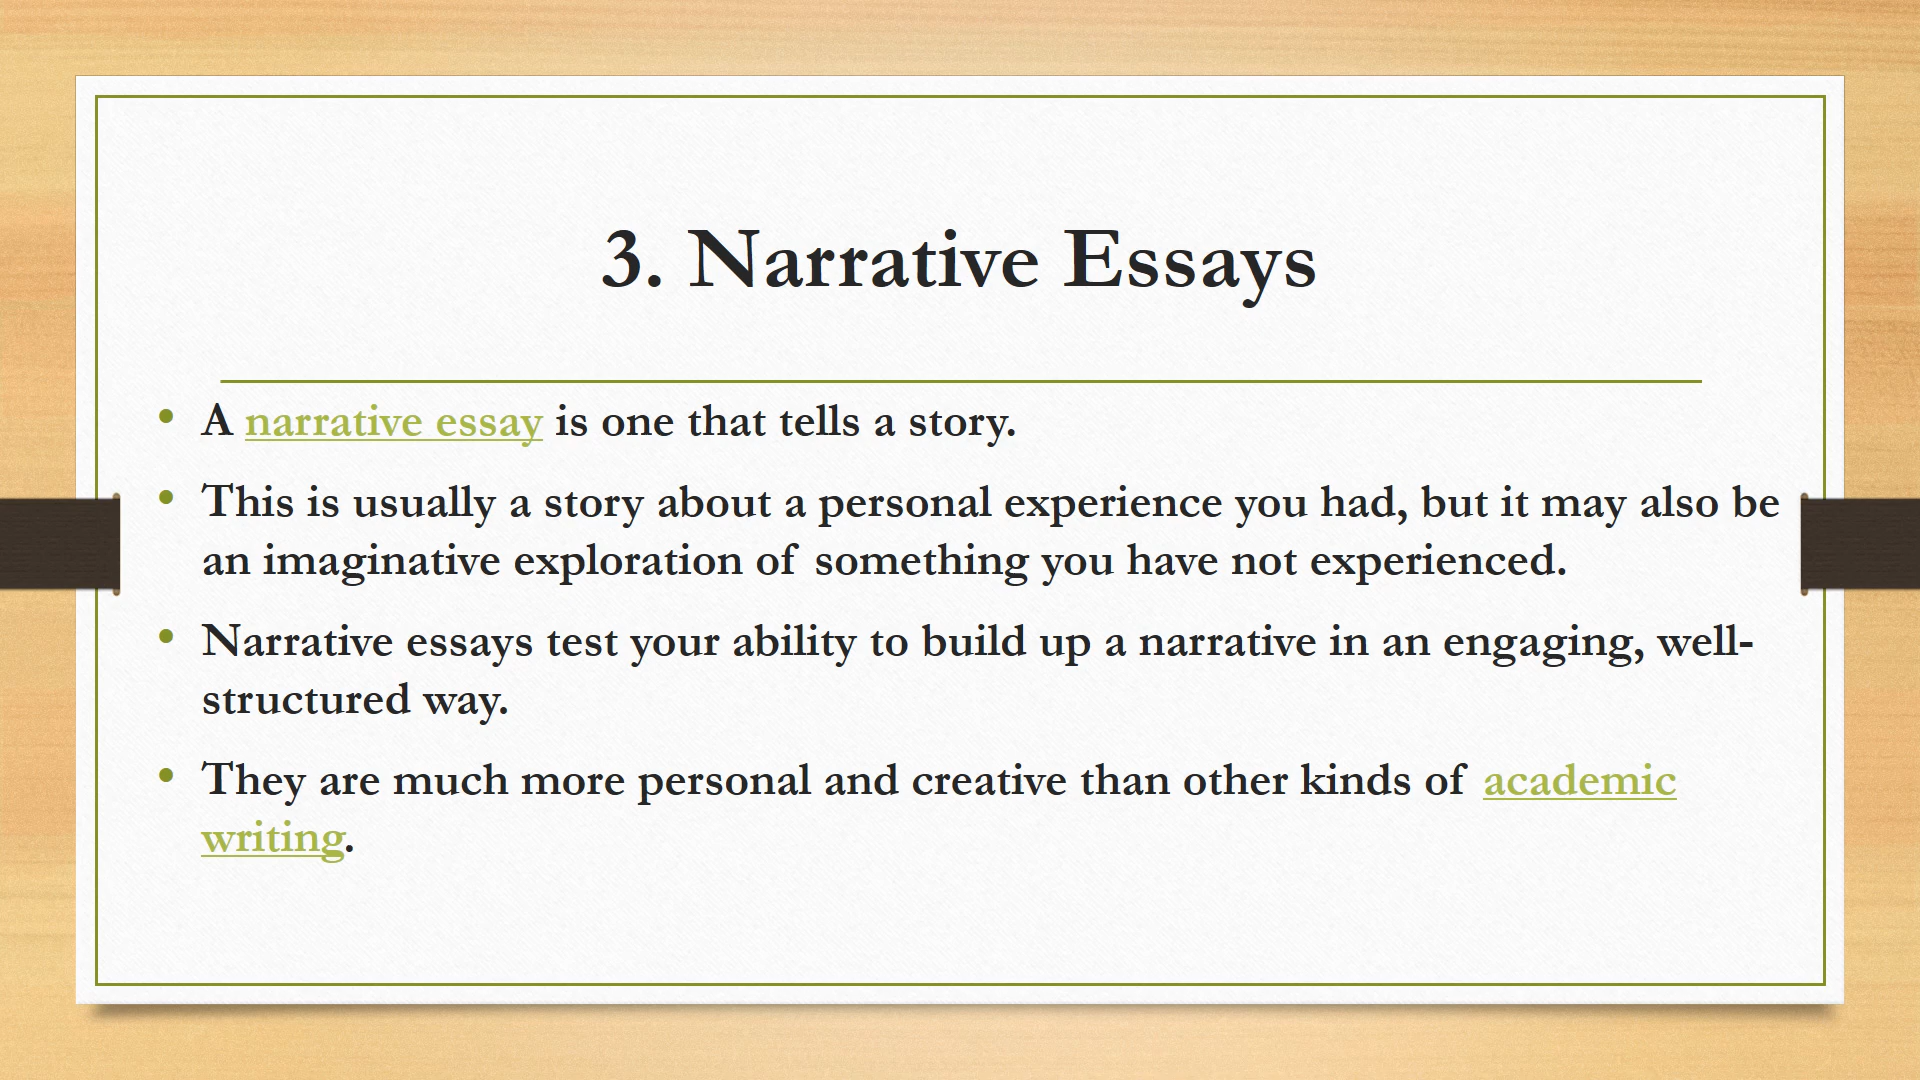 3. Narrative Essays
• A narrative essay is one that tells a story.
• This is usually a story about a personal experience you had, but it may also be
an imaginative exploration of something you have not experienced.
• Narrative essays test your ability to build up a narrative in an engaging, well-
structured way.
• They are much more personal and creative than other kinds of academic
writing.